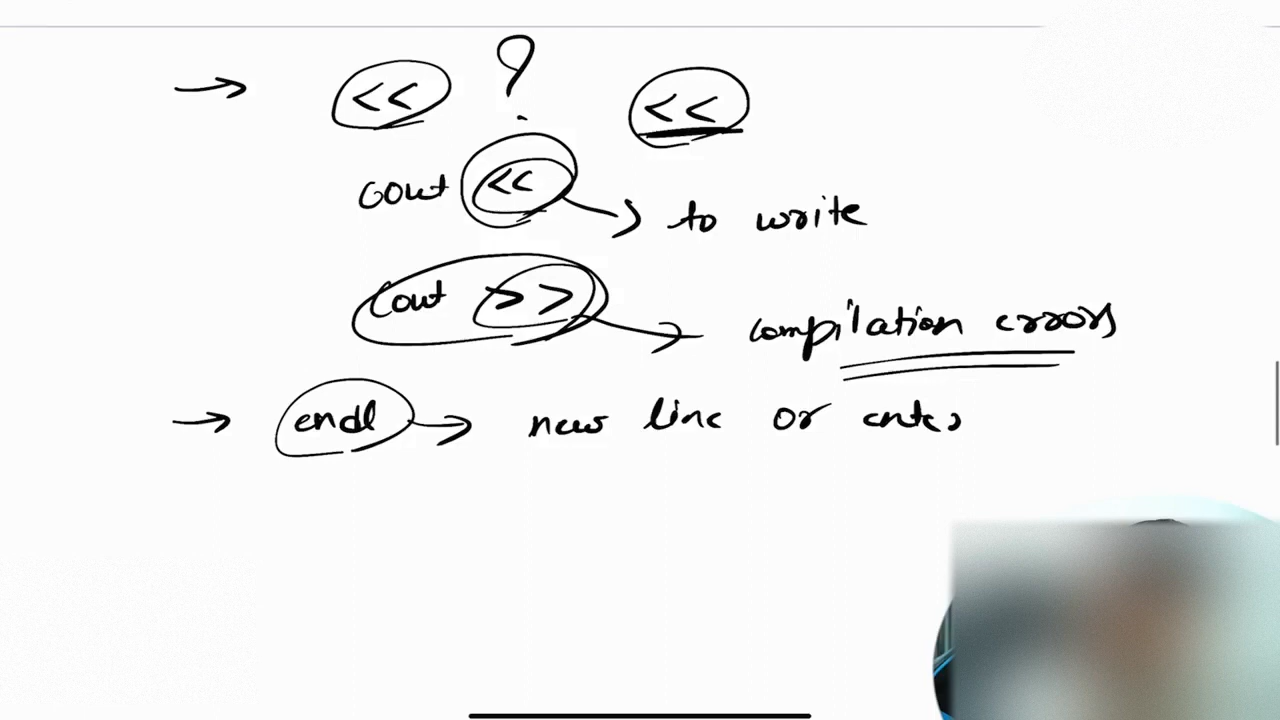 → << ? <<
cout << → to write
cout >> → compilation errors
→ endl → new line or enter